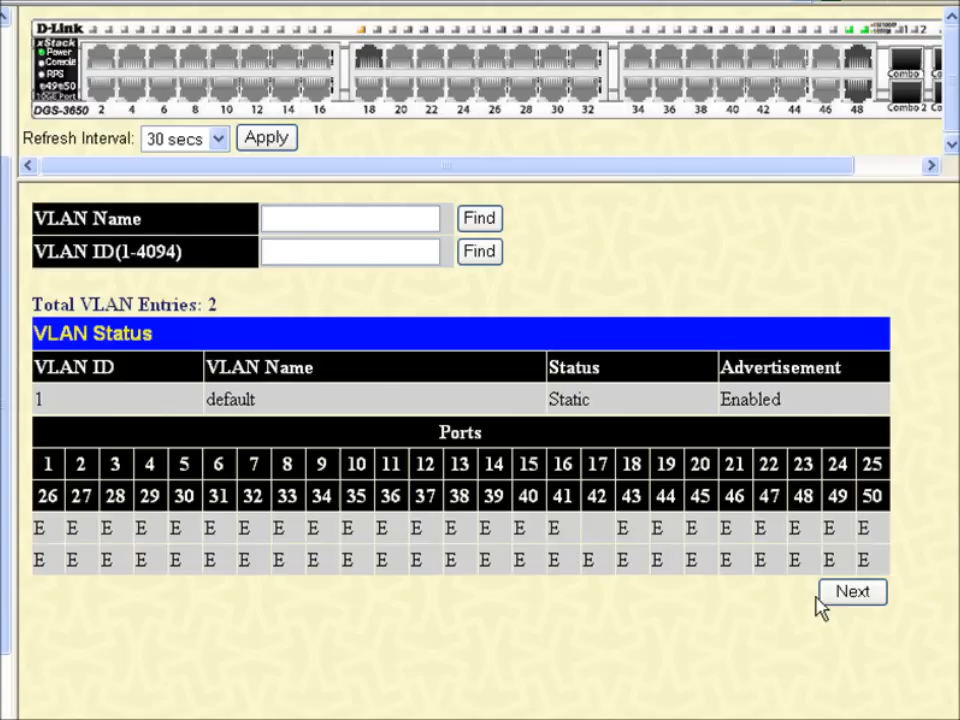 D-Link
xStack
Power
Console
RPS
DGS-3650 2 4 6 8 10 12 14 16 18 20 22 24 26 28 30 32 34 36 38 40 42 44 46 48 Combo 2
Combo 1
Refresh Interval: 30 secs Apply
VLAN Name Find
VLAN ID(1-4094) Find
Total VLAN Entries: 2
VLAN Status
VLAN ID VLAN Name Status Advertisement
1 default Static Enabled
Ports
1 2 3 4 5 6 7 8 9 10 11 12 13 14 15 16 17 18 19 20 21 22 23 24 25
26 27 28 29 30 31 32 33 34 35 36 37 38 39 40 41 42 43 44 45 46 47 48 49 50
E E E E E E E E E E E E E E E E E E E E E E E E
E E E E E E E E E E E E E E E E E E E E E E E E E
Next